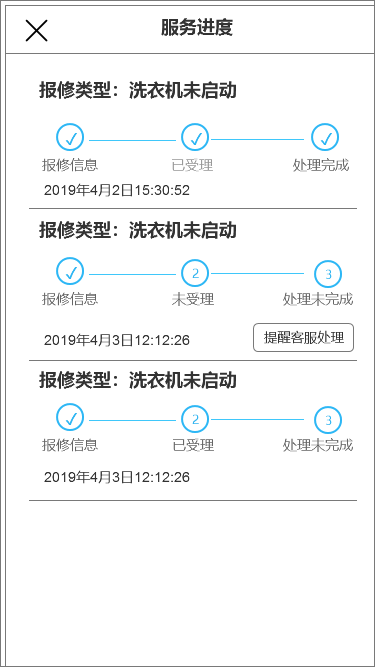 服务进度
报修类型：洗衣机未启动
报修信息 已受理 处理完成
2019年4月2日15:30:52
报修类型：洗衣机未启动
2 3
报修信息 未受理 处理未完成
2019年4月3日12:12:26 提醒客服处理
报修类型：洗衣机未启动
2 3
报修信息 已受理 处理未完成
2019年4月3日12:12:26